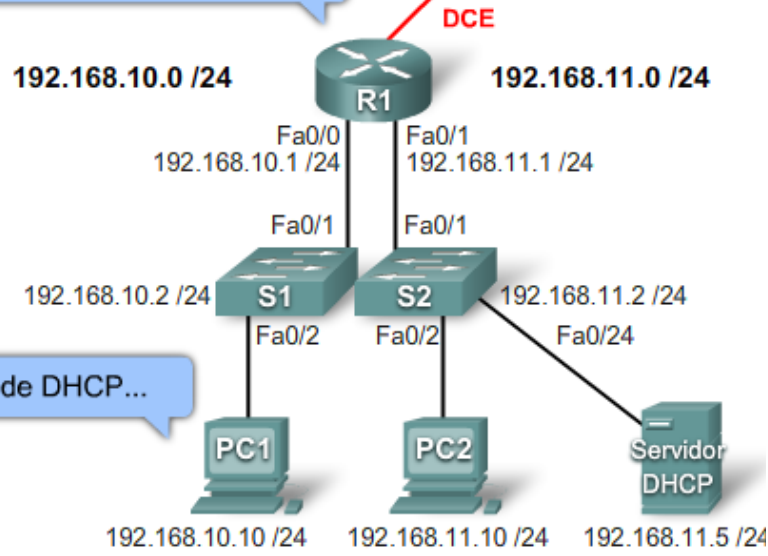 DCE
192.168.10.0 /24
192.168.11.0 /24
R1
Fa0/0
Fa0/1
192.168.10.1 /24
192.168.11.1 /24
Fa0/1
Fa0/1
192.168.10.2 /24
S1
S2
192.168.11.2 /24
Fa0/2
Fa0/2
Fa0/24
de DHCP...
PC1
PC2
Servidor
DHCP
192.168.10.10 /24
192.168.11.10 /24
192.168.11.5 /24